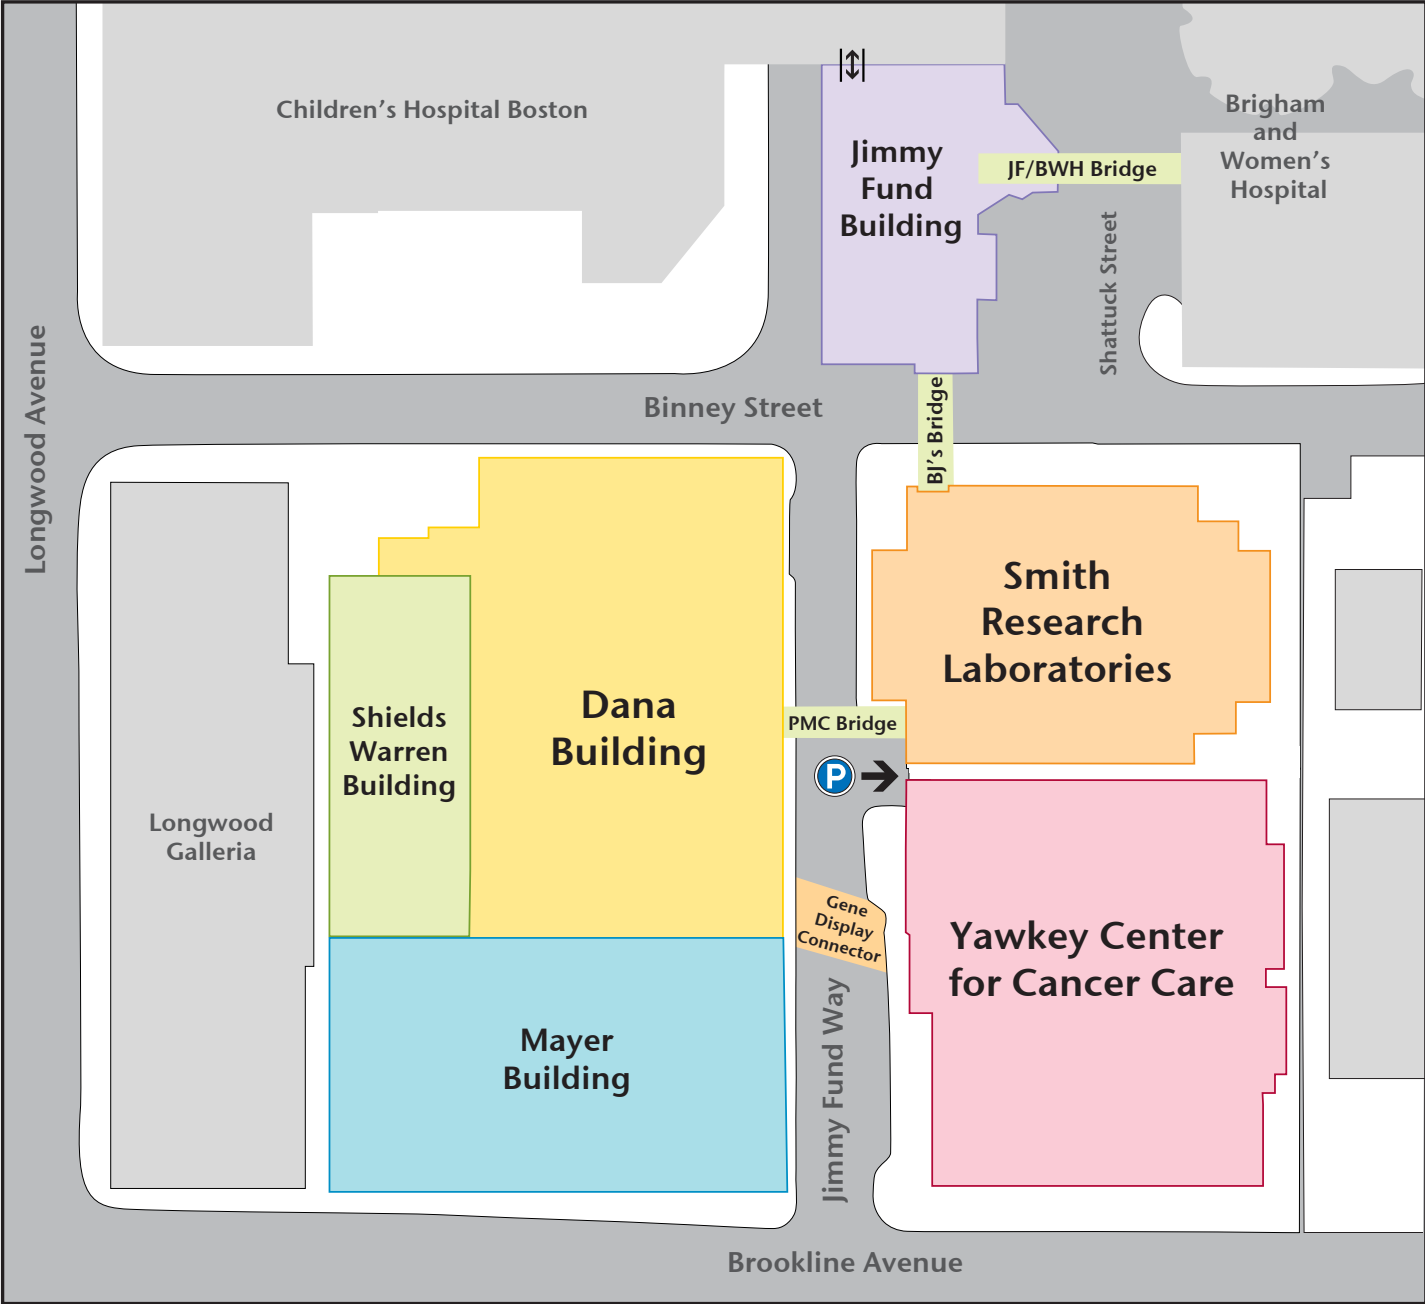 Children's Hospital Boston
Jimmy
Fund
Building
JF/BWH Bridge
Brigham
and
Women's
Hospital
Shattuck Street
Longwood Avenue
Binney Street
BJ's Bridge
Smith
Research
Laboratories
Dana
Building
Shields
Warren
Building
PMC Bridge
P
Longwood
Galleria
Gene
Display
Connector
Yawkey Center
for Cancer Care
Mayer
Building
Jimmy Fund Way
Brookline Avenue